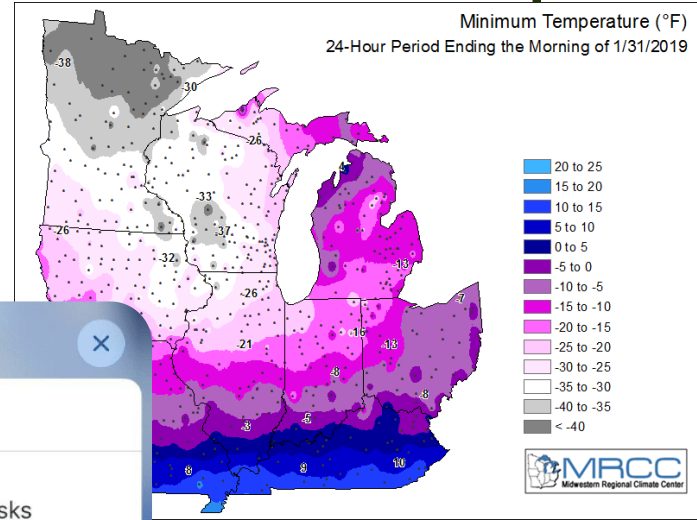 Minimum Temperature (°F)
24-Hour Period Ending the Morning of 1/31/2019
-38
-30
-26
4
-33
-37
-26
-32
-13
-26
-7
-16
-21
-13
-8
-8
-5
-3
10
9
8
20 to 25
15 to 20
10 to 15
5 to 10
0 to 5
-5 to 0
-10 to -5
-15 to -10
-20 to -15
-25 to -20
-30 to -25
-35 to -30
-40 to -35
< -40
MRCC
Midwestern Regional Climate Center
sks